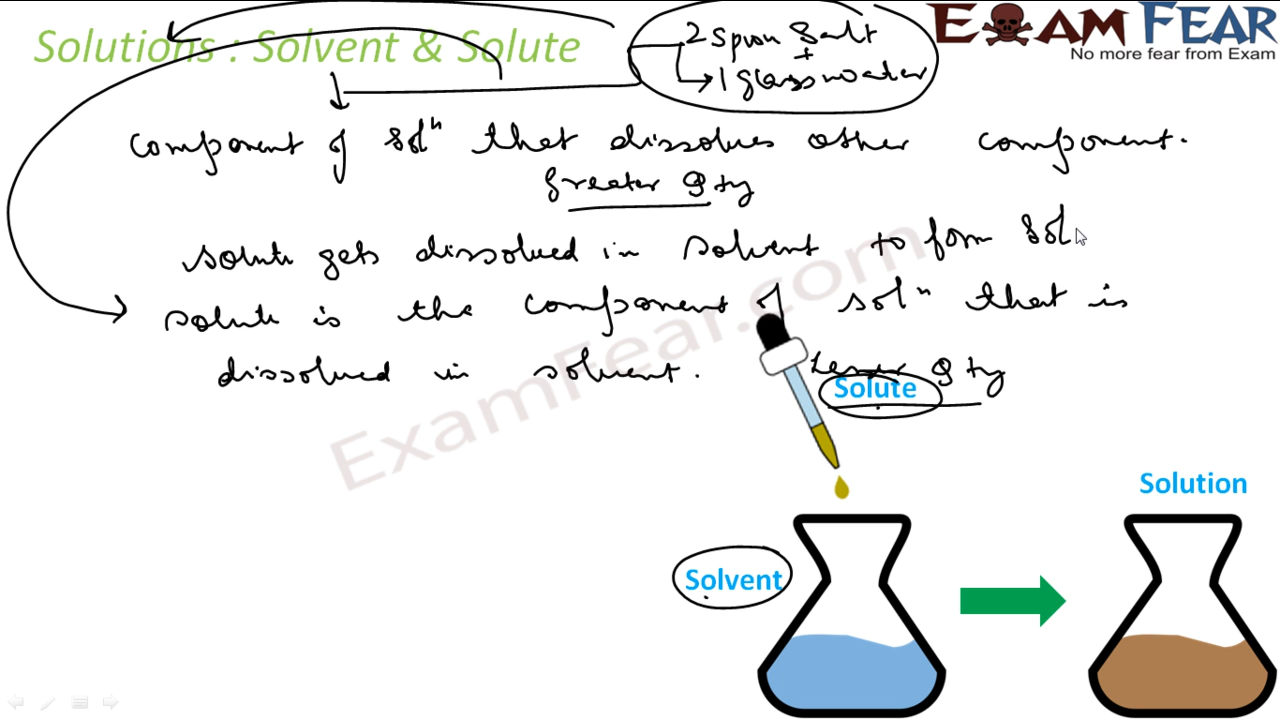 Solutions : Solvent & Solute
2 spoon Salt
+
1 glass water
EXAM FEAR
No more fear from Exam
component of solⁿ that dissolves other component.
Greater Qty
solute gets dissolved in solvent to form sol
solute is the component of solⁿ that is
dissolved in solvent. Lesser Qty
Solute
ExamFear.com
Solution
Solvent